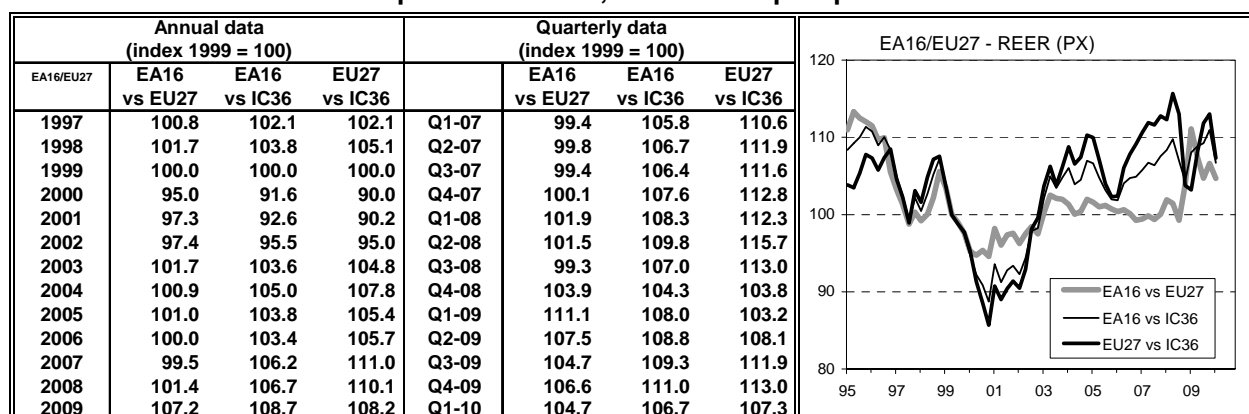 Annual data Quarterly data
(index 1999 = 100) (index 1999 = 100)
EA16/EU27 EA16 EA16 EU27 EA16 EA16 EU27
vs EU27 vs IC36 vs IC36 vs EU27 vs IC36 vs IC36
1997 100.8 102.1 102.1 Q1-07 99.4 105.8 110.6
1998 101.7 103.8 105.1 Q2-07 99.8 106.7 111.9
1999 100.0 100.0 100.0 Q3-07 99.4 106.4 111.6
2000 95.0 91.6 90.0 Q4-07 100.1 107.6 112.8
2001 97.3 92.6 90.2 Q1-08 101.9 108.3 112.3
2002 97.4 95.5 95.0 Q2-08 101.5 109.8 115.7
2003 101.7 103.6 104.8 Q3-08 99.3 107.0 113.0
2004 100.9 105.0 107.8 Q4-08 103.9 104.3 103.8
2005 101.0 103.8 105.4 Q1-09 111.1 108.0 103.2
2006 100.0 103.4 105.7 Q2-09 107.5 108.8 108.1
2007 99.5 106.2 111.0 Q3-09 104.7 109.3 111.9
2008 101.4 106.7 110.1 Q4-09 106.6 111.0 113.0
2009 107.2 108.7 108.2 Q1-10 104.7 106.7 107.3
EA16/EU27 - REER (PX)
120
110
100
90
80
95 97 99 01 03 05 07 09
EA16 vs EU27
EA16 vs IC36
EU27 vs IC36